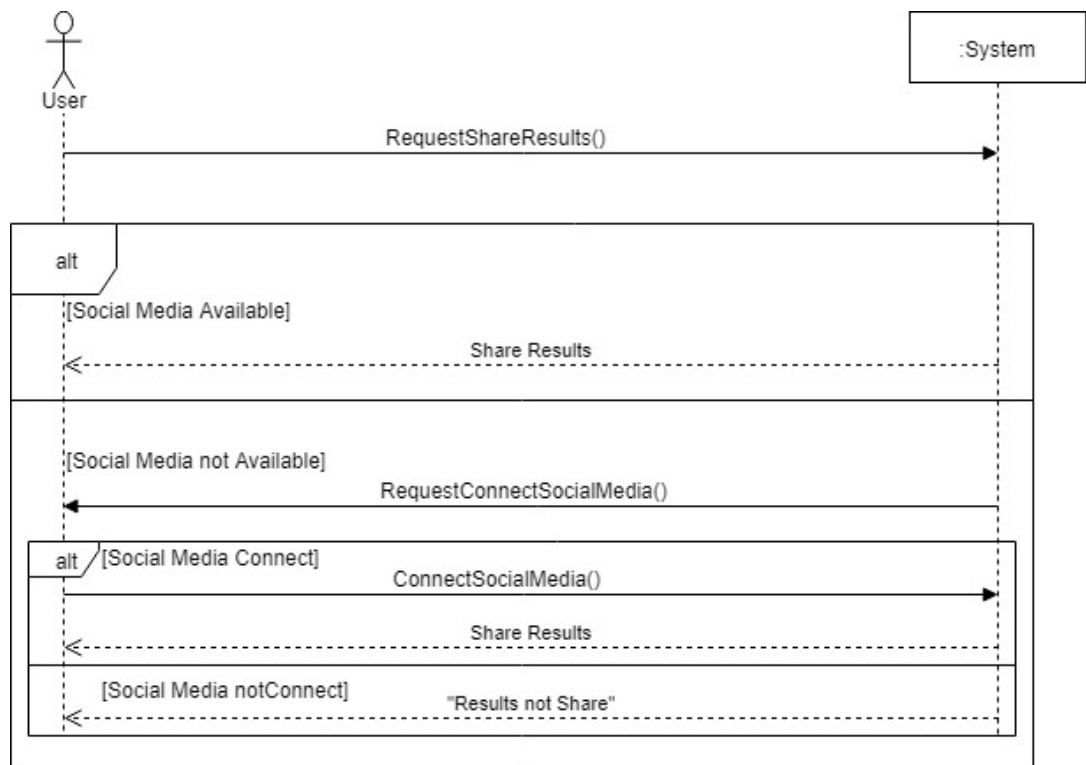 :System
User
RequestShareResults()
alt
[Social Media Available]
Share Results
[Social Media not Available]
RequestConnectSocialMedia()
alt
[Social Media Connect]
ConnectSocialMedia()
Share Results
[Social Media notConnect]
"Results not Share"